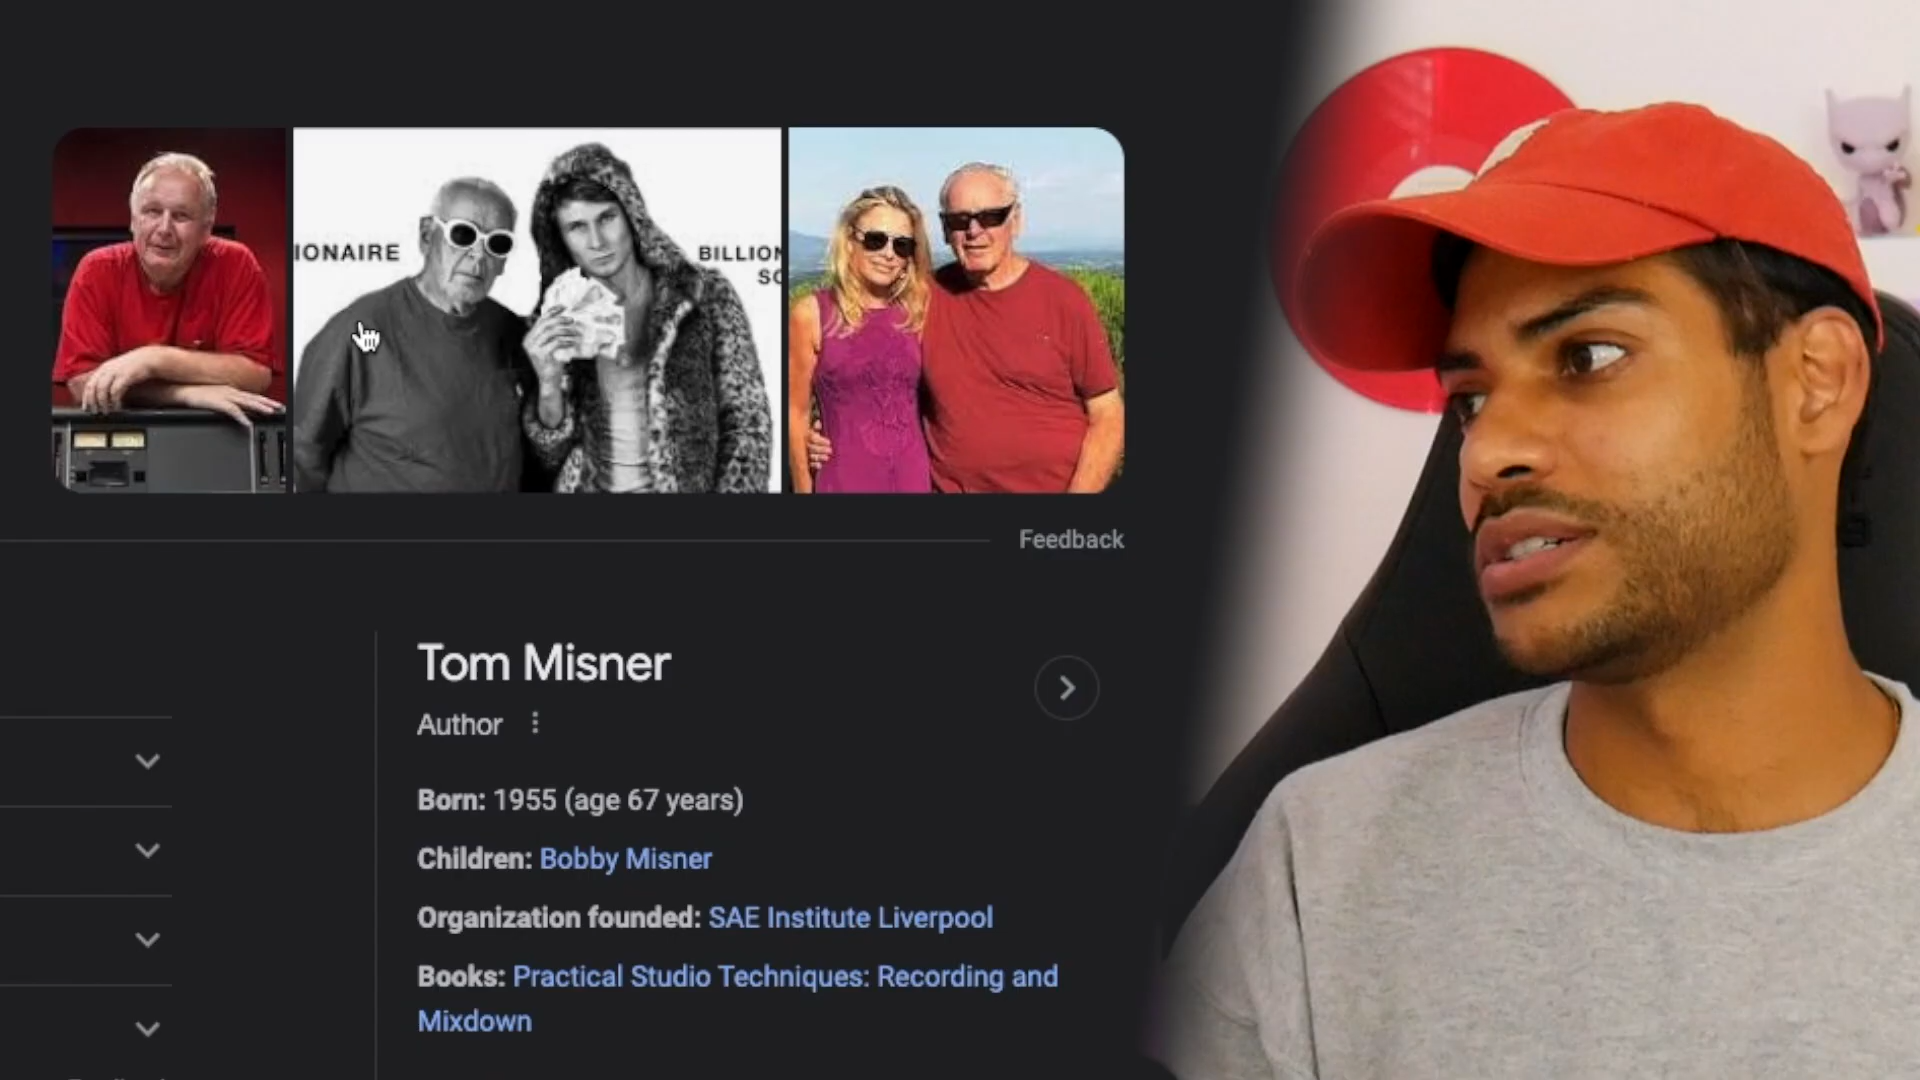 IONAIRE
BILLION
SO
Feedback
Tom Misner
Author
Born: 1955 (age 67 years)
Children: Bobby Misner
Organization founded: SAE Institute Liverpool
Books: Practical Studio Techniques: Recording and
Mixdown